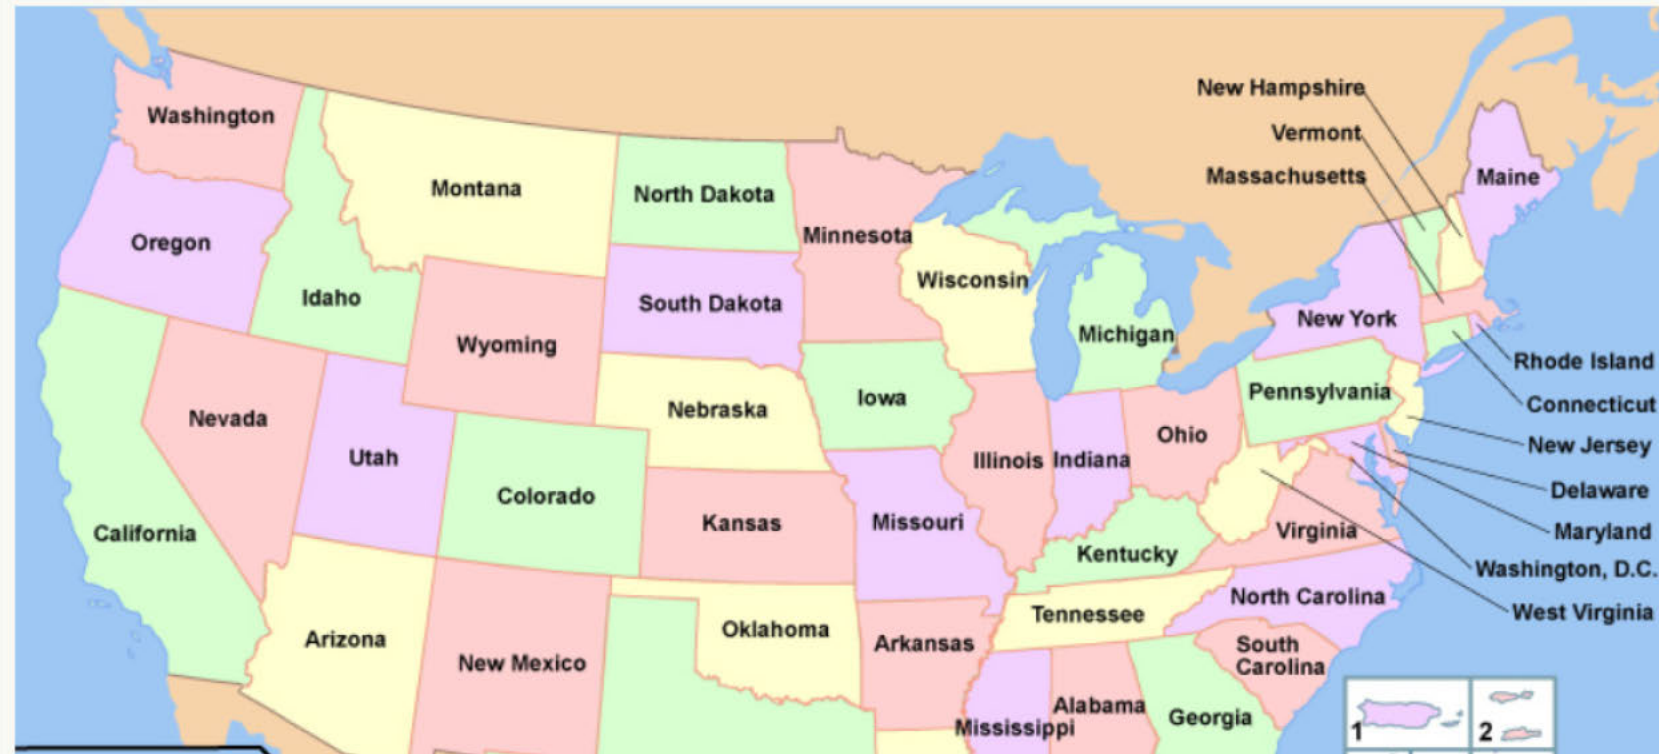 New Hampshire
Washington
Vermont
Massachusetts
Maine
Montana
North Dakota
Minnesota
Oregon
Wisconsin
Idaho
South Dakota
New York
Michigan
Wyoming
Rhode Island
Pennsylvania
Iowa
Connecticut
Nebraska
Nevada
Ohio
New Jersey
Utah
Illinois
Indiana
Delaware
Colorado
Kansas
Missouri
Virginia
Maryland
California
Kentucky
Washington, D.C.
North Carolina
West Virginia
Tennessee
Oklahoma
Arizona
Arkansas
South
Carolina
New Mexico
Alabama
Georgia
Mississippi
1
2